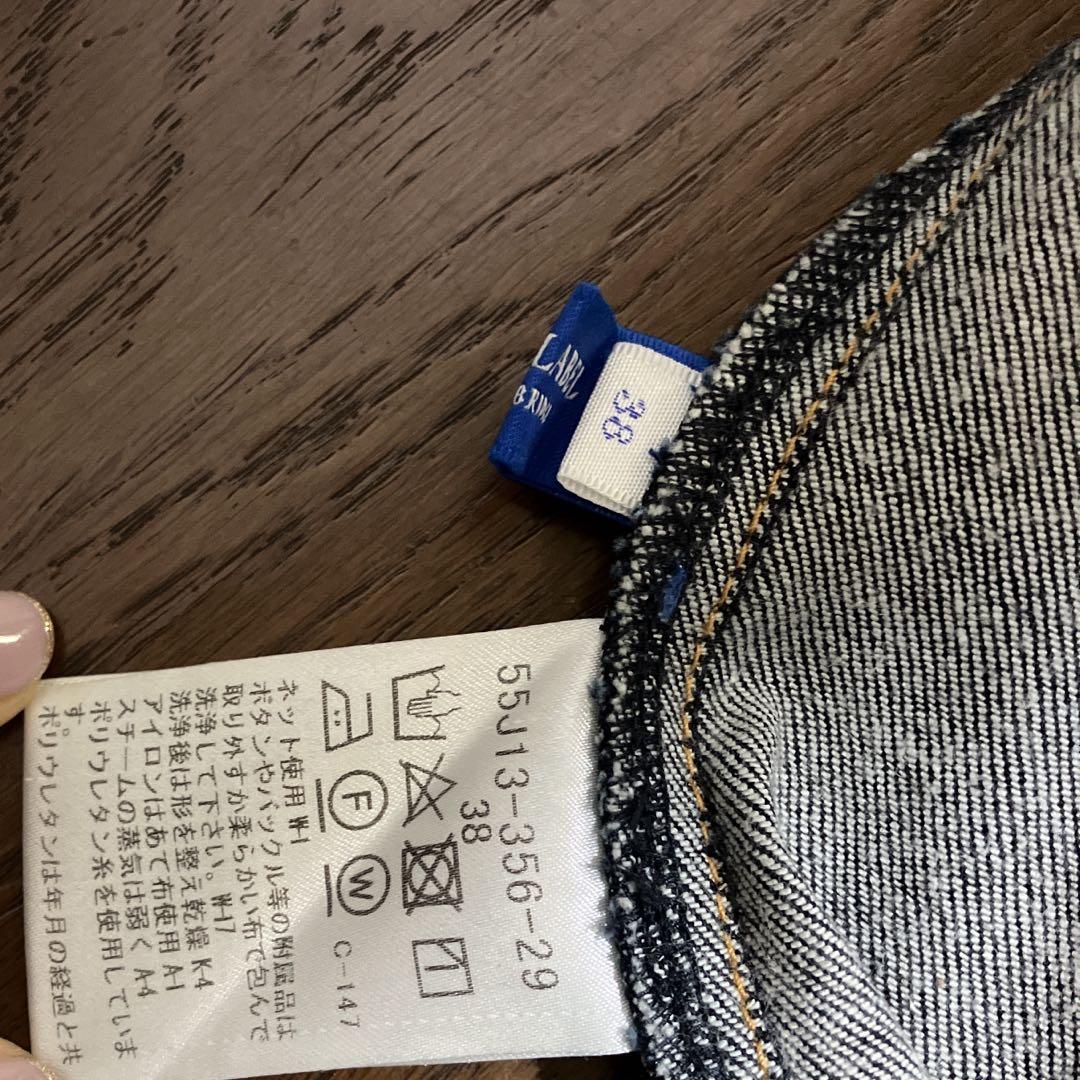 LABEL
38
55J13-356-29
38
F
W
C-147
ネット使用 W-1
ボタンやバックル等の附属品は
取り外すか柔らかい布で包んで
洗浄して下さい。W-17
洗浄後は形を整え乾燥 K-4
アイロンはあて布使用 A-1
スチームの蒸気は弱く A-4
ポリウレタン糸を使用していま
す
ポリウレタンは年月の経過と共